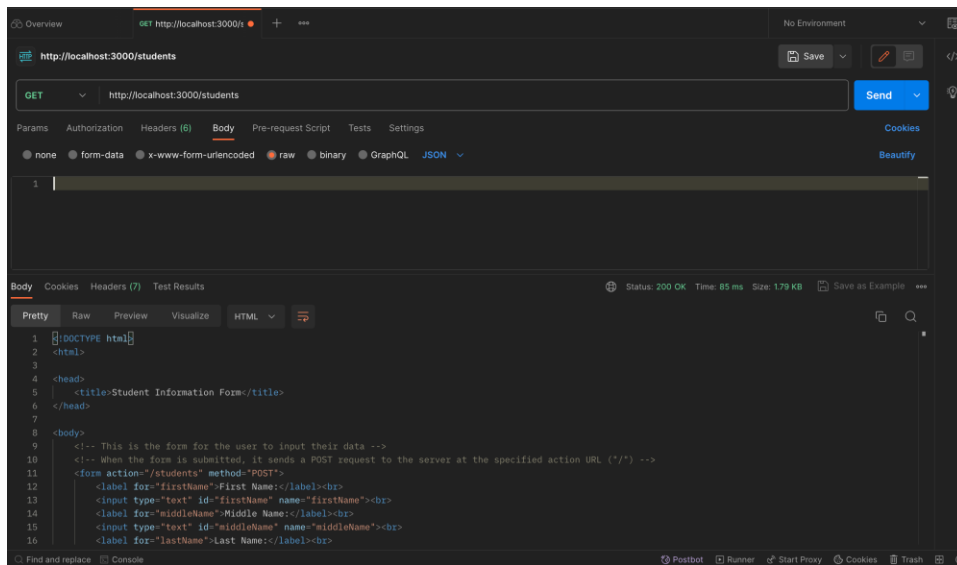 Overview GET http://localhost:3000/s No Environment
http://localhost:3000/students Save
GET http://localhost:3000/students Send
Params Authorization Headers (6) Body Pre-request Script Tests Settings Cookies
none form-data x-www-form-urlencoded raw binary GraphQL JSON Beautify
1
Body Cookies Headers (7) Test Results Status: 200 OK Time: 85 ms Size: 1.79 KB Save as Example
Pretty Raw Preview Visualize HTML
1 <!DOCTYPE html>
2 <html>
3
4 <head>
5 <title>Student Information Form</title>
6 </head>
7
8 <body>
9 <!-- This is the form for the user to input their data -->
10 <!-- When the form is submitted, it sends a POST request to the server at the specified action URL ("/") -->
11 <form action="/students" method="POST">
12 <label for="firstName">First Name:</label><br>
13 <input type="text" id="firstName" name="firstName"><br>
14 <label for="middleName">Middle Name:</label><br>
15 <input type="text" id="middleName" name="middleName"><br>
16 <label for="lastName">Last Name:</label><br>
Find and replace Console Postbot Runner Start Proxy Cookies Trash